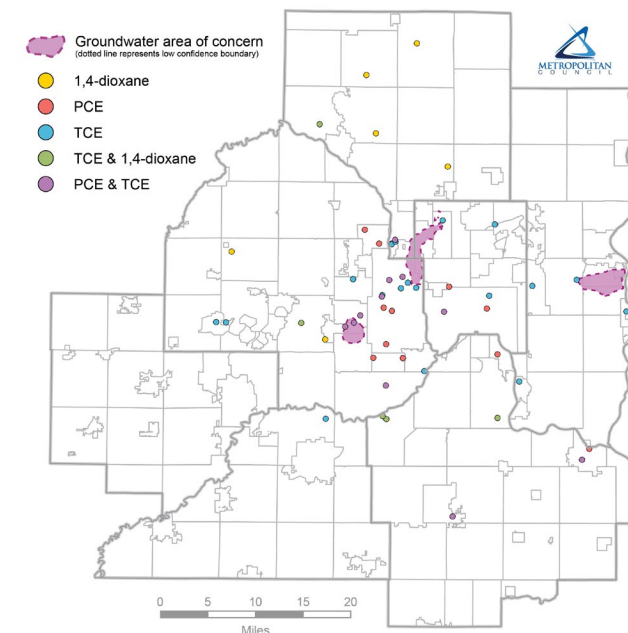 Groundwater area of concern
(dotted line represents low confidence boundary)
1,4-dioxane
PCE
TCE
TCE & 1,4-dioxane
PCE & TCE
METROPOLITAN
COUNCIL
0 5 10 15 20
Miles